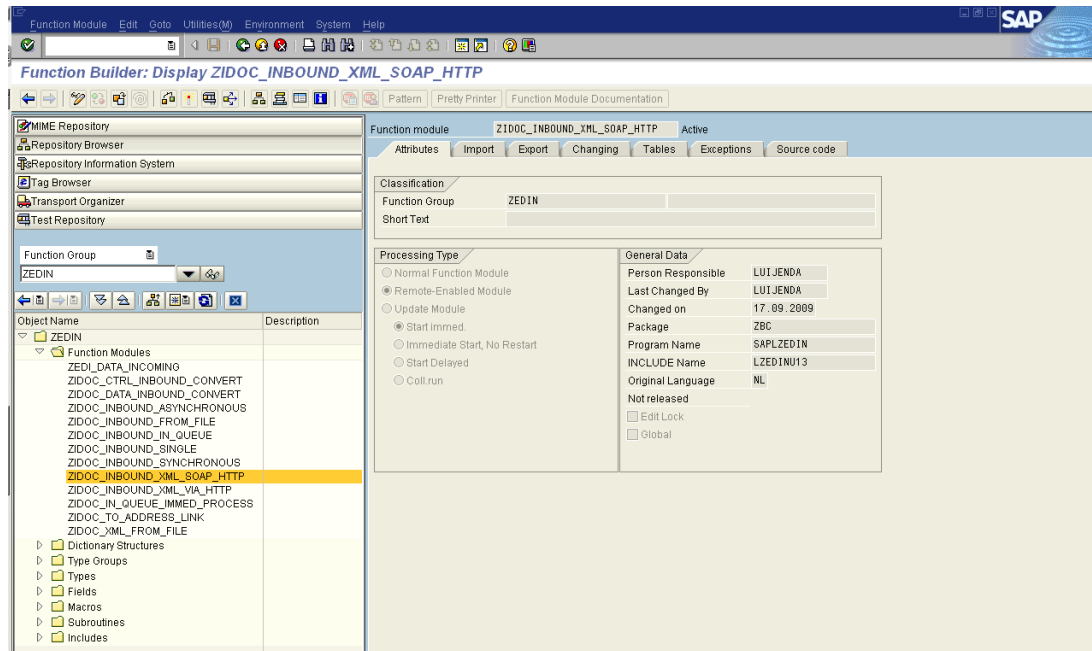 Function Module Edit Goto Utilities(M) Environment System Help
SAP
Function Builder: Display ZIDOC_INBOUND_XML_SOAP_HTTP
Pattern Pretty Printer Function Module Documentation
MIME Repository
Repository Browser
Repository Information System
Tag Browser
Transport Organizer
Test Repository
Function Group
ZEDIN
Object Name Description
ZEDIN
Function Modules
ZEDI_DATA_INCOMING
ZIDOC_CTRL_INBOUND_CONVERT
ZIDOC_DATA_INBOUND_CONVERT
ZIDOC_INBOUND_ASYNCHRONOUS
ZIDOC_INBOUND_FROM_FILE
ZIDOC_INBOUND_IN_QUEUE
ZIDOC_INBOUND_SINGLE
ZIDOC_INBOUND_SYNCHRONOUS
ZIDOC_INBOUND_XML_SOAP_HTTP
ZIDOC_INBOUND_XML_VIA_HTTP
ZIDOC_IN_QUEUE_IMMED_PROCESS
ZIDOC_TO_ADDRESS_LINK
ZIDOC_XML_FROM_FILE
Dictionary Structures
Type Groups
Types
Fields
Macros
Subroutines
Includes
Function module ZIDOC_INBOUND_XML_SOAP_HTTP Active
Attributes Import Export Changing Tables Exceptions Source code
Classification
Function Group ZEDIN
Short Text
Processing Type
Normal Function Module
Remote-Enabled Module
Update Module
Start immed.
Immediate Start, No Restart
Start Delayed
Coll.run
General Data
Person Responsible LUIJENDA
Last Changed By LUIJENDA
Changed on 17.09.2009
Package ZBC
Program Name SAPLZEDIN
INCLUDE Name LZEDINU13
Original Language NL
Not released
Edit Lock
Global